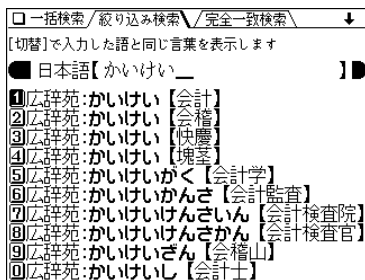 一括検索/絞り込み検索\/完全一致検索\ ↓
[切替]で入力した語と同じ言葉を表示します
日本語【かいけい__ 】
1広辞苑:かいけい【会計】
2広辞苑:かいけい【会稽】
3広辞苑:かいけい【快慶】
4広辞苑:かいけい【塊茎】
5広辞苑:かいけいがく【会計学】
6広辞苑:かいけいかんさ【会計監査】
7広辞苑:かいけいけんさいん【会計検査院】
8広辞苑:かいけいけんさかん【会計検査官】
9広辞苑:かいけいざん【会稽山】
0広辞苑:かいけいし【会計士】